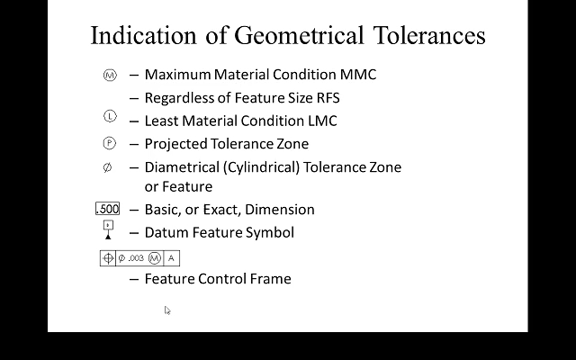 Indication of Geometrical Tolerances
Ⓜ – Maximum Material Condition MMC
– Regardless of Feature Size RFS
Ⓛ – Least Material Condition LMC
Ⓟ – Projected Tolerance Zone
⌀ – Diametrical (Cylindrical) Tolerance Zone
or Feature
.500 – Basic, or Exact, Dimension
– Datum Feature Symbol
⌖ ⌀ .003 Ⓜ A
– Feature Control Frame